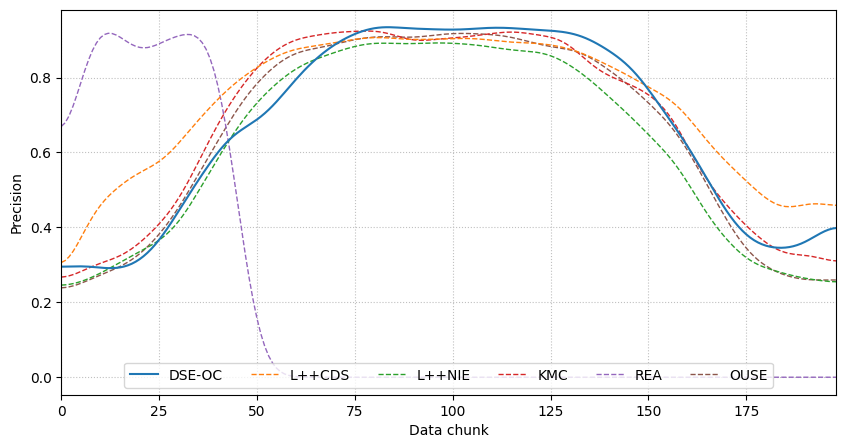 Precision
0.8
0.6
0.4
0.2
0.0
DSE-OC L++CDS L++NIE KMC REA OUSE
0 25 50 75 100 125 150 175
Data chunk